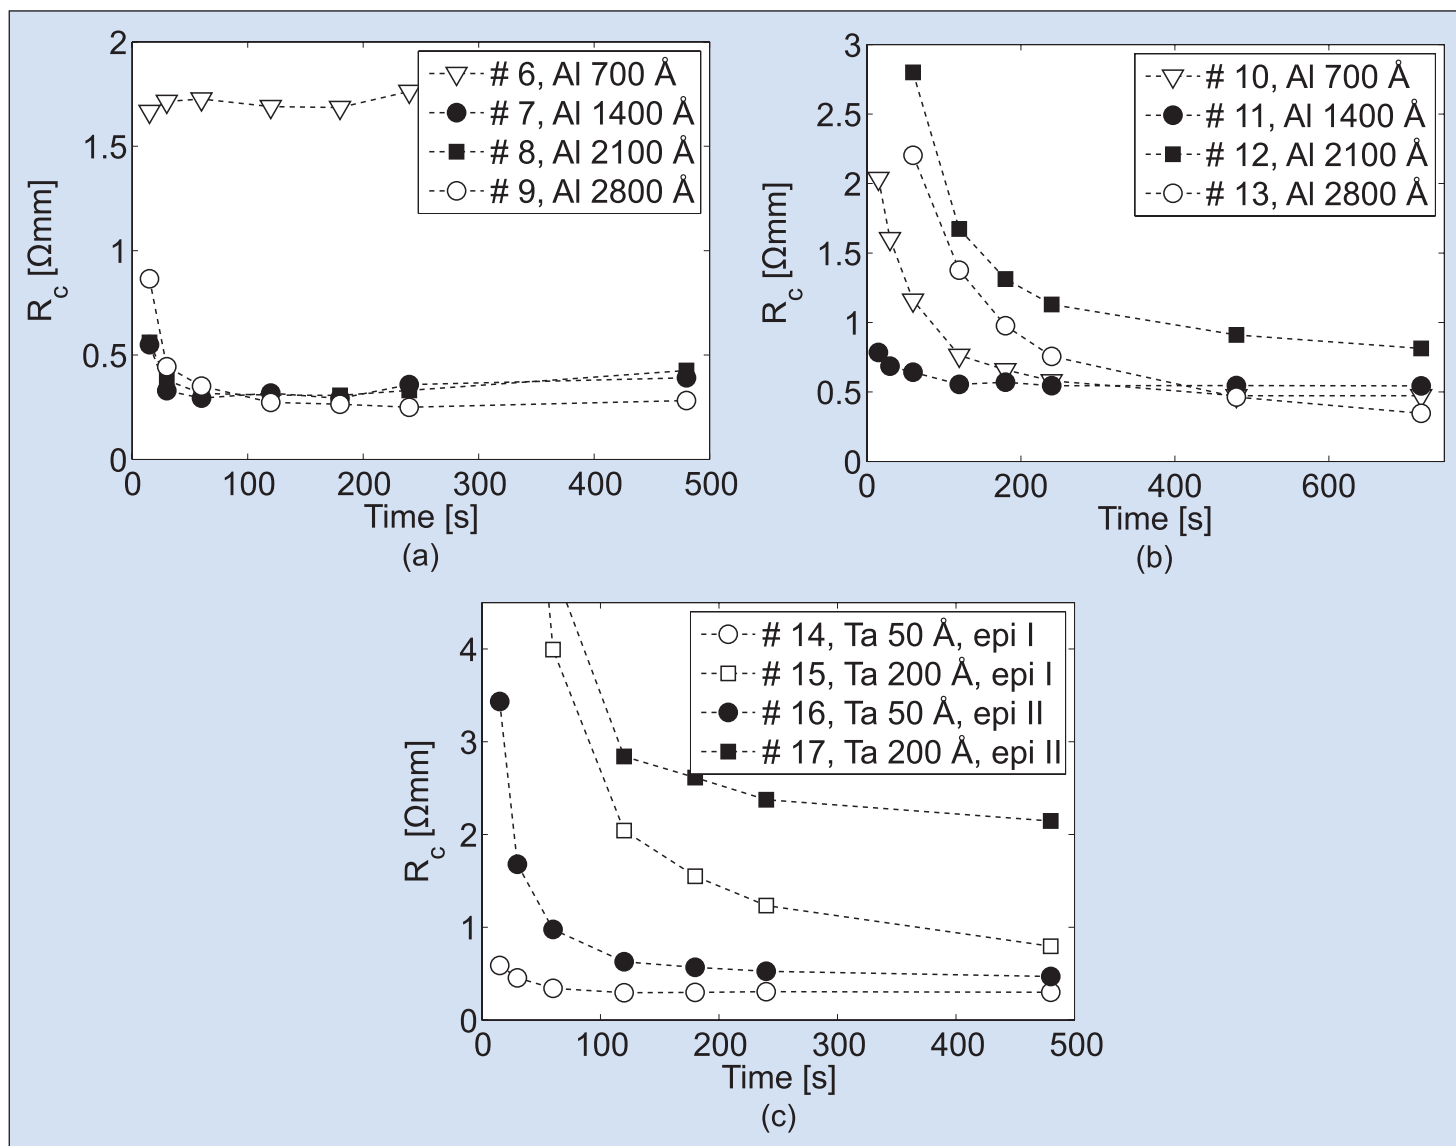 2
1.5
1
0.5
0
R_c [Ωmm]
# 6, Al 700 Å
# 7, Al 1400 Å
# 8, Al 2100 Å
# 9, Al 2800 Å
0 100 200 300 400 500
Time [s]
(a)
3
2.5
2
1.5
1
0.5
0
R_c [Ωmm]
# 10, Al 700 Å
# 11, Al 1400 Å
# 12, Al 2100 Å
# 13, Al 2800 Å
0 200 400 600
Time [s]
(b)
4
3
2
1
0
R_c [Ωmm]
# 14, Ta 50 Å, epi I
# 15, Ta 200 Å, epi I
# 16, Ta 50 Å, epi II
# 17, Ta 200 Å, epi II
0 100 200 300 400 500
Time [s]
(c)